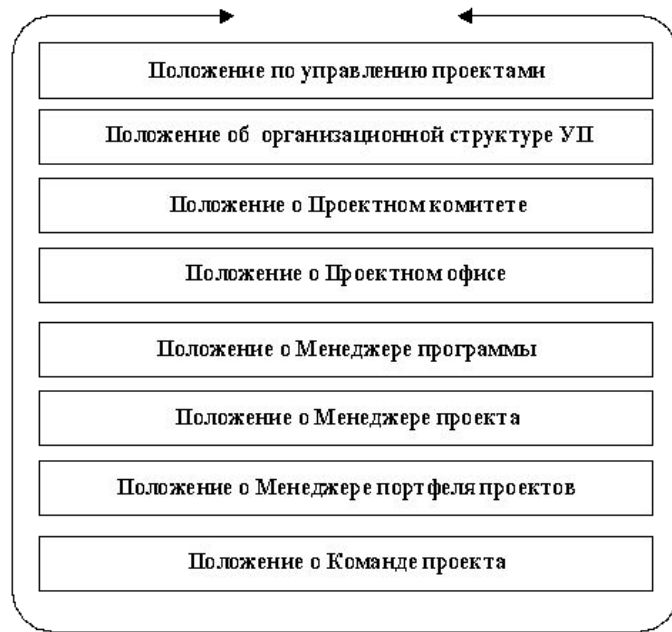 Положение по управлению проектами
Положение об организационной структуре УП
Положение о Проектном комитете
Положение о Проектном офисе
Положение о Менеджере программы
Положение о Менеджере проекта
Положение о Менеджере портфеля проектов
Положение о Команде проекта